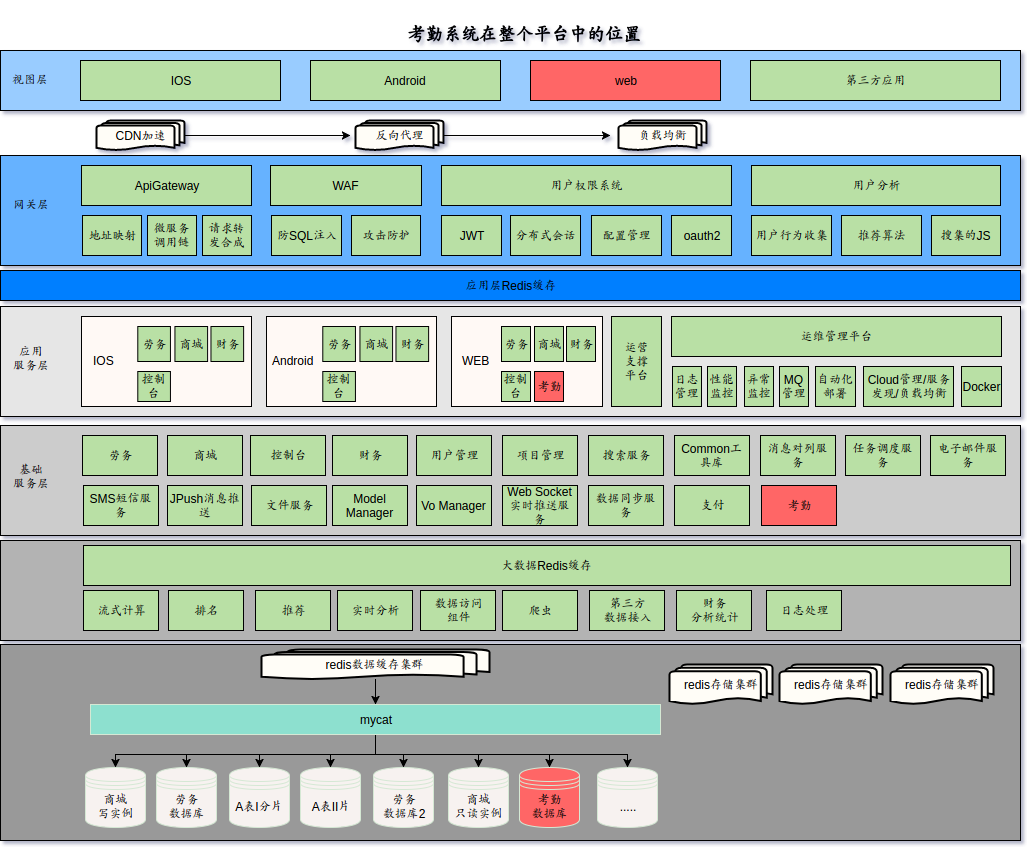 考勤系统在整个平台中的位置
视图层
IOS
Android
web
第三方应用
CDN加速
反向代理
负载均衡
网关层
ApiGateway
WAF
用户权限系统
用户分析
地址映射
微服务
调用链
请求转
发合成
防SQL注入
攻击防护
JWT
分布式会话
配置管理
oauth2
用户行为收集
推荐算法
搜集的JS
应用层Redis缓存
应用
服务层
IOS
劳务
商城
财务
控制
台
Android
劳务
商城
财务
控制
台
WEB
劳务
商城
财务
控制
台
考勤
运营
支撑
平台
运维管理平台
日志
管理
性能
监控
异常
监控
MQ
管理
自动化
部署
Cloud管理/服务
发现/负载均衡
Docker
基础
服务层
劳务
商城
控制台
财务
用户管理
项目管理
搜索服务
Common工
具库
消息对列服
务
任务调度服
务
电子邮件服
务
SMS短信服
务
JPush消息推
送
文件服务
Model
Manager
Vo Manager
Web Socket
实时推送服
务
数据同步服
务
支付
考勤
大数据Redis缓存
流式计算
排名
推荐
实时分析
数据访问
组件
爬虫
第三方
数据接入
财务
分析统计
日志处理
redis数据缓存集群
redis存储集群
redis存储集群
redis存储集群
mycat
商城
写实例
劳务
数据库
A表I分片
A表II片
劳务
数据库2
商城
只读实例
考勤
数据库
.....